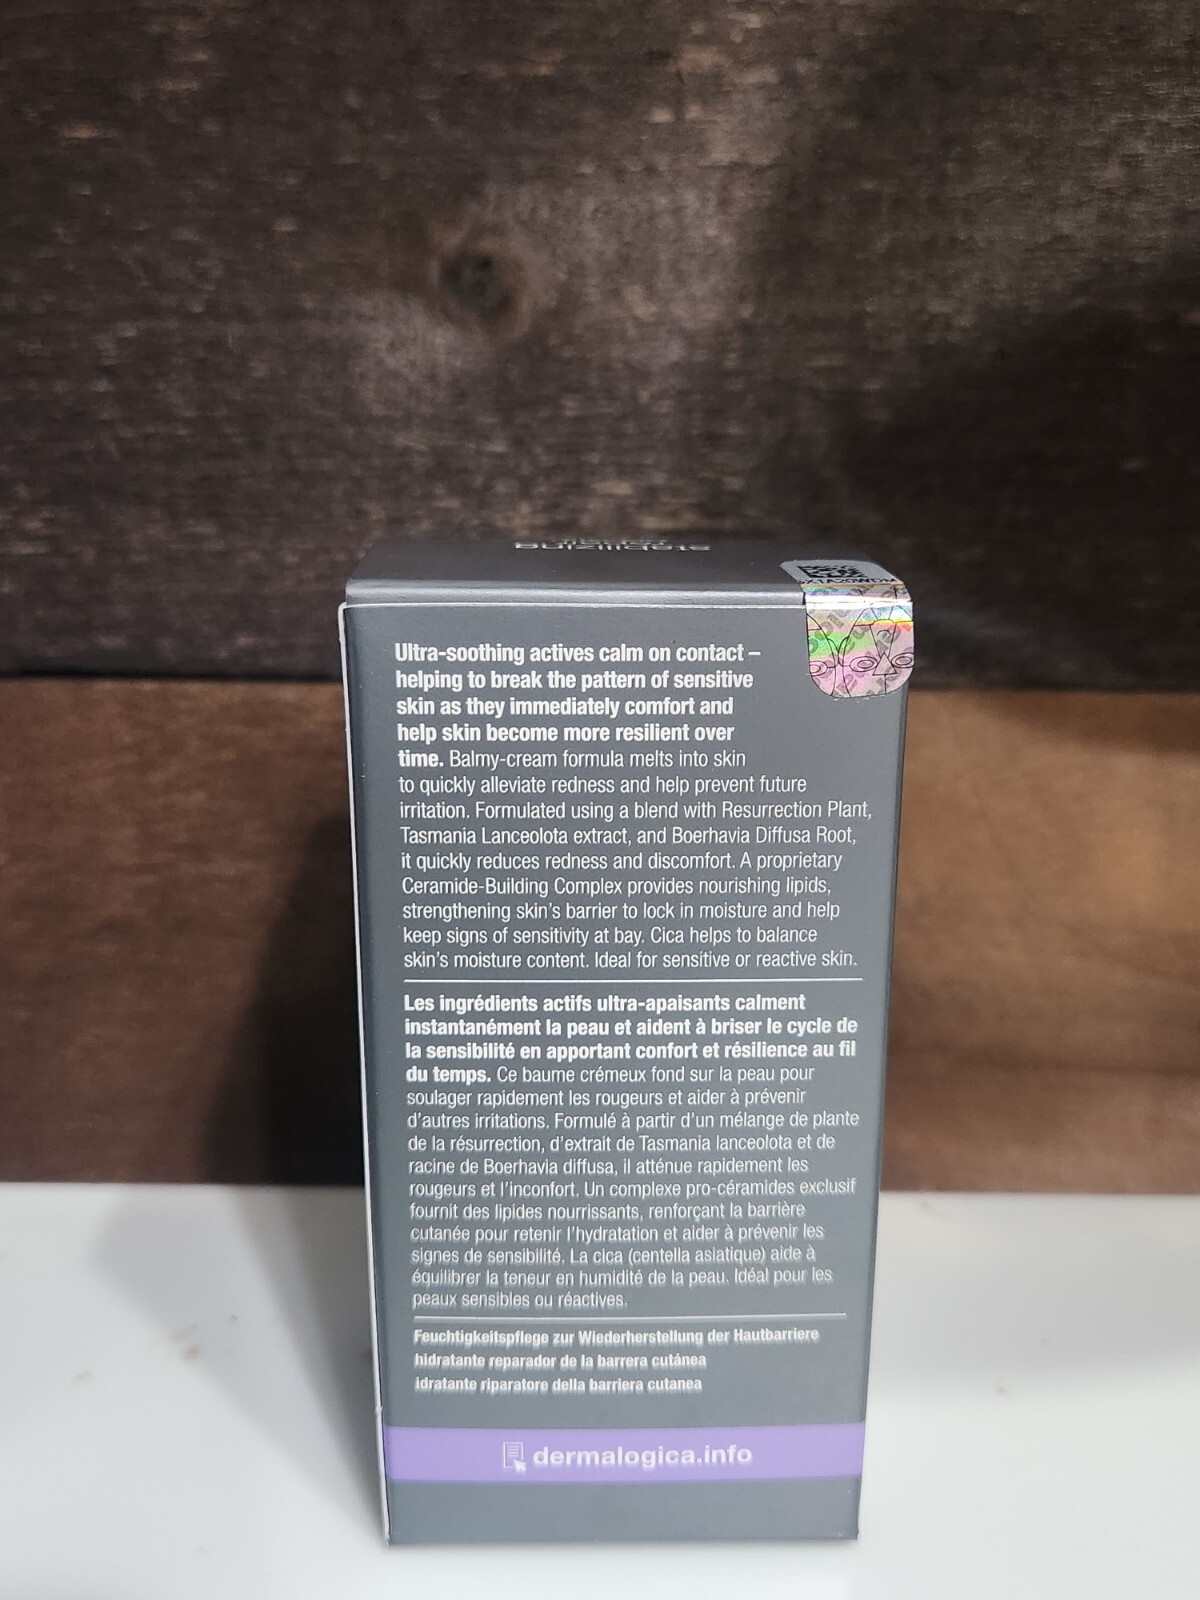 stabilizing
Ultra-soothing actives calm on contact –
helping to break the pattern of sensitive
skin as they immediately comfort and
help skin become more resilient over
time. Balmy-cream formula melts into skin
to quickly alleviate redness and help prevent future
irritation. Formulated using a blend with Resurrection Plant,
Tasmania Lanceolota extract, and Boerhavia Diffusa Root,
it quickly reduces redness and discomfort. A proprietary
Ceramide-Building Complex provides nourishing lipids,
strengthening skin's barrier to lock in moisture and help
keep signs of sensitivity at bay. Cica helps to balance
skin's moisture content. Ideal for sensitive or reactive skin.
Les ingrédients actifs ultra-apaisants calment
instantanément la peau et aident à briser le cycle de
la sensibilité en apportant confort et résilience au fil
du temps. Ce baume crémeux fond sur la peau pour
soulager rapidement les rougeurs et aider à prévenir
d'autres irritations. Formulé à partir d'un mélange de plante
de la résurrection, d'extrait de Tasmania lanceolota et de
racine de Boerhavia diffusa, il atténue rapidement les
rougeurs et l'inconfort. Un complexe pro-céramides exclusif
fournit des lipides nourrissants, renforçant la barrière
cutanée pour retenir l'hydratation et aider à prévenir les
signes de sensibilité. La cica (centella asiatique) aide à
équilibrer la teneur en humidité de la peau. Idéal pour les
peaux sensibles ou réactives.
Feuchtigkeitspflege zur Wiederherstellung der Hautbarriere
hidratante reparador de la barrera cutánea
idratante riparatore della barriera cutanea
dermalogica.info